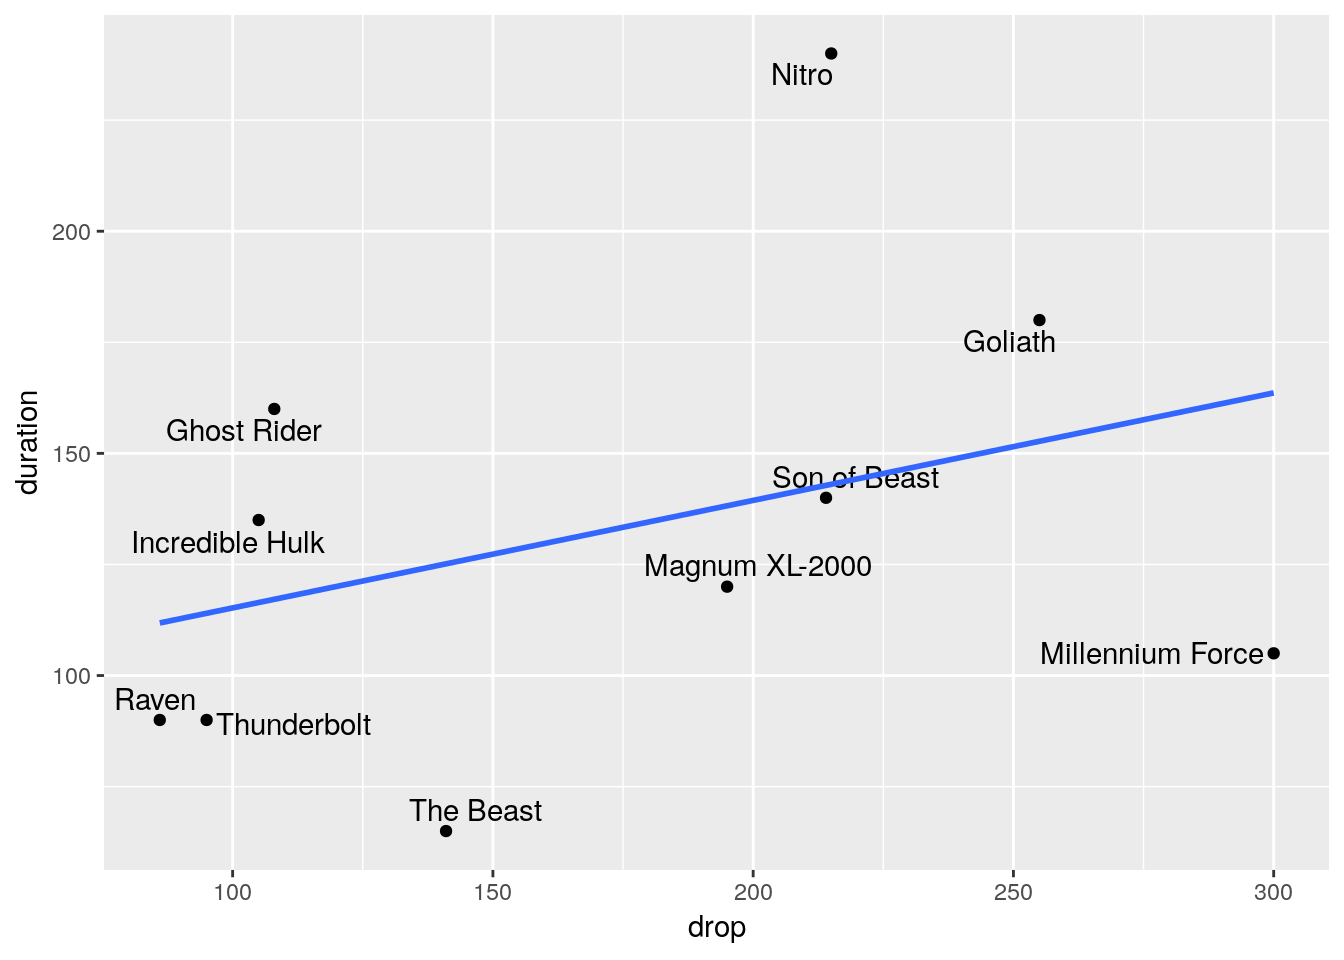 Nitro
200
Goliath
Ghost Rider
150
Son of Beast
Incredible Hulk
Magnum XL-2000
Millennium Force
100
Raven
Thunderbolt
The Beast
100 150 200 250 300
drop
duration